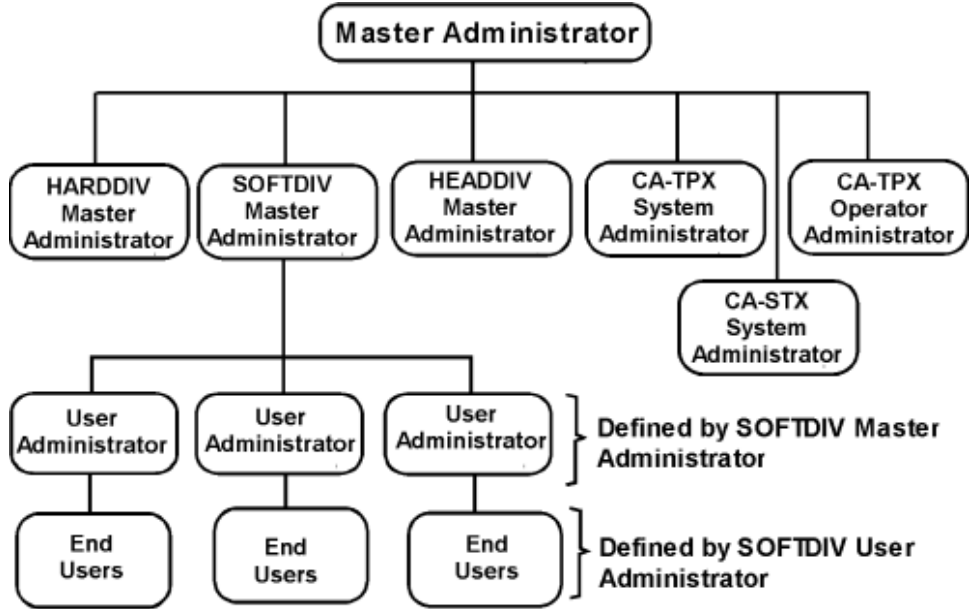 Master Administrator
HARDDIV
Master
Administrator
SOFTDIV
Master
Administrator
HEADDIV
Master
Administrator
CA-TPX
System
Administrator
CA-TPX
Operator
Administrator
CA-STX
System
Administrator
User
Administrator
User
Administrator
User
Administrator
Defined by SOFTDIV Master
Administrator
End
Users
End
Users
End
Users
Defined by SOFTDIV User
Administrator